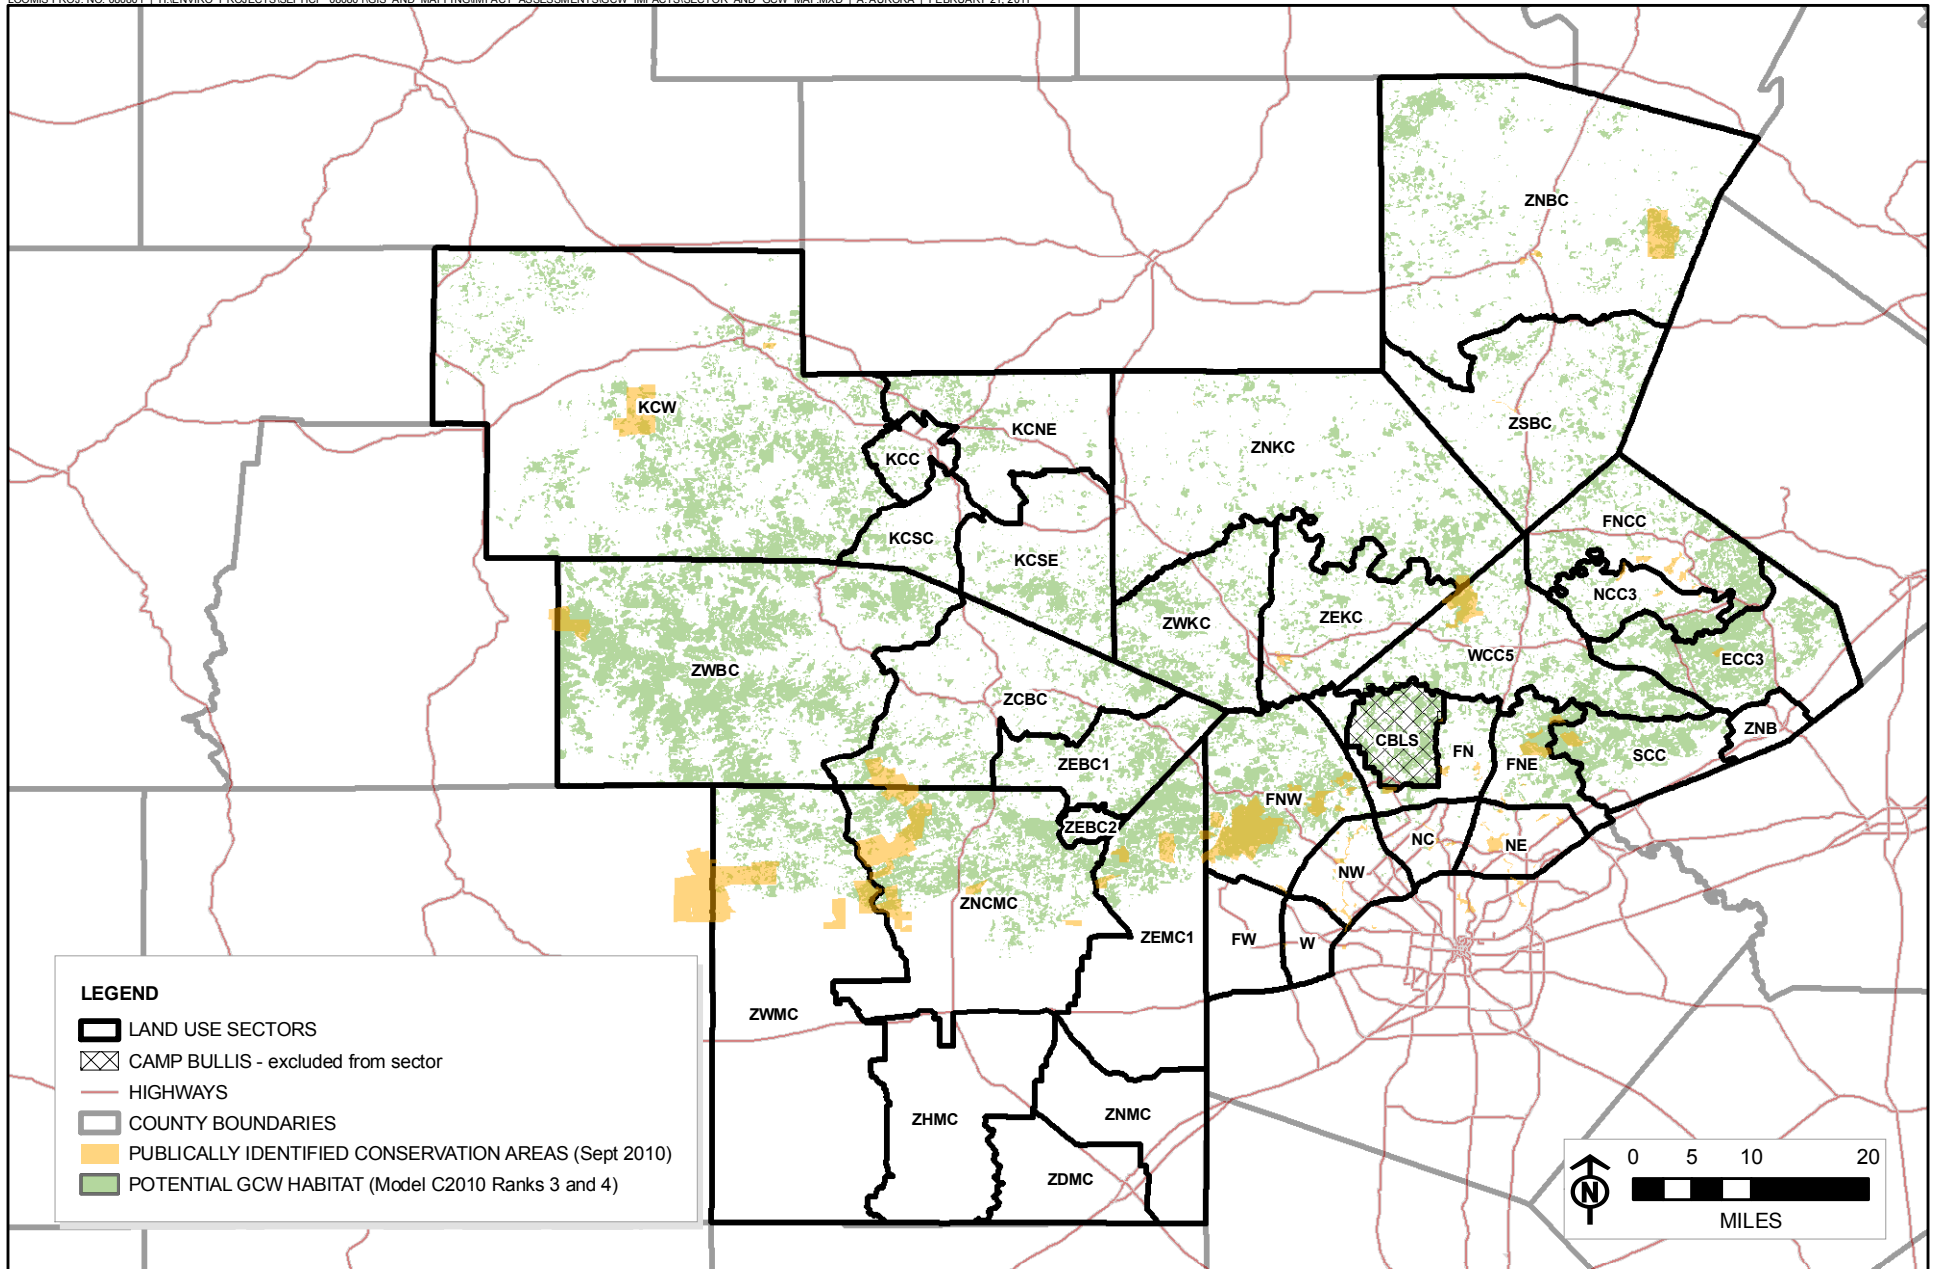 ZNBC
KCW
ZSBC
KCNE
ZNKC
KCC
FNCC
KCSC
KCSE
NCC3
ZWKC
ZEKC
WCC5
ECC3
ZWBC
ZCBC
ZNB
CBLS
FN
SCC
ZEBC1
FNE
FNW
ZEBC2
NC
NE
NW
ZNCMC
ZEMC1
FW
W
ZWMC
ZHMC
ZNMC
ZDMC
LEGEND
LAND USE SECTORS
CAMP BULLIS - excluded from sector
HIGHWAYS
COUNTY BOUNDARIES
PUBLICALLY IDENTIFIED CONSERVATION AREAS (Sept 2010)
POTENTIAL GCW HABITAT (Model C2010 Ranks 3 and 4)
0 5 10 20
N
MILES